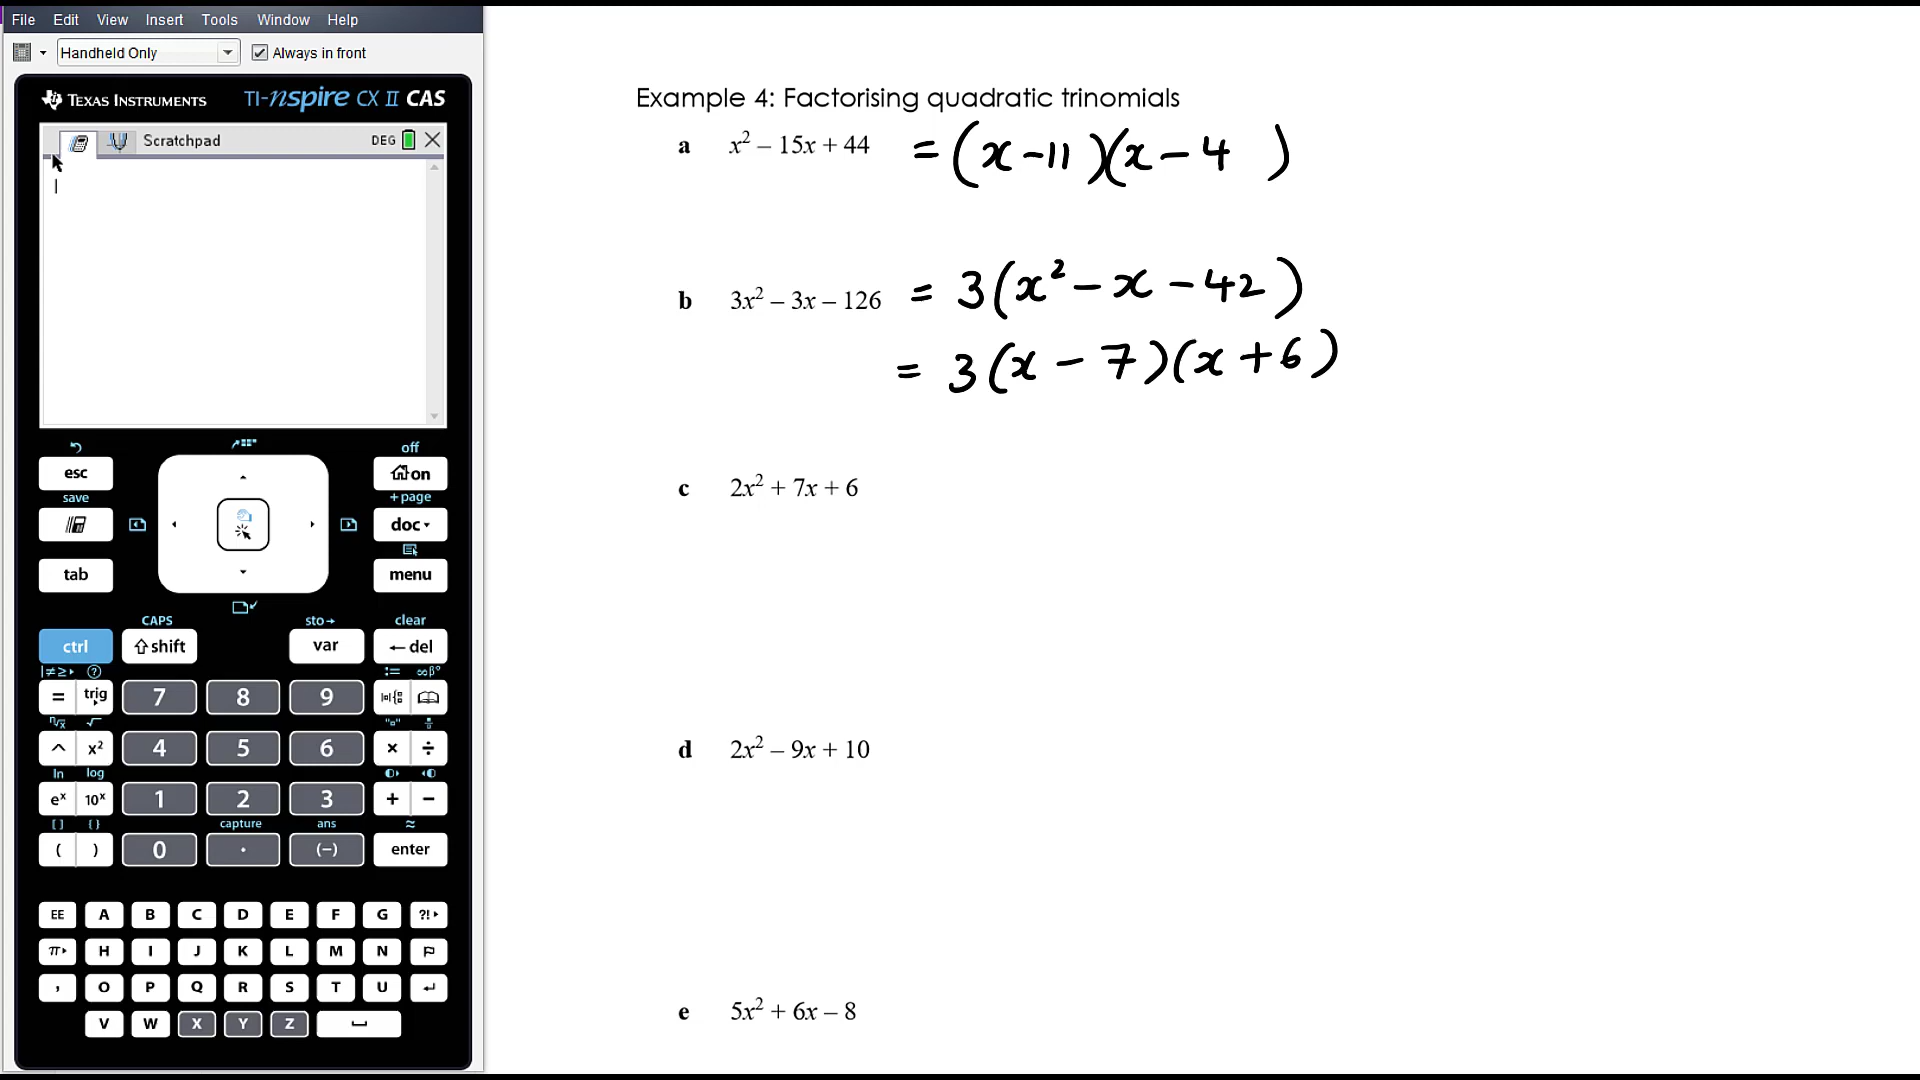 File Edit View Insert Tools Window Help
Handheld Only Always in front
TEXAS INSTRUMENTS TI-nspire CX II CAS
Scratchpad DEG
Example 4: Factorising quadratic trinomials
a x² – 15x + 44 = (x – 11)(x – 4)
b 3x² – 3x – 126 = 3(x² – x – 42)
= 3(x – 7)(x + 6)
c 2x² + 7x + 6
d 2x² – 9x + 10
e 5x² + 6x – 8
off
esc on
save + page
doc
tab menu
CAPS sto→ clear
ctrl ⇧shift var ←del
|≠≥▸ ? := ∞β°
= trig 7 8 9
ⁿ√x √ "□"
^ x² 4 5 6 × ÷
ln log
eˣ 10ˣ 1 2 3 + −
[ ] { } capture ans ≈
( ) 0 . (−) enter
EE A B C D E F G ?!▸
π▸ H I J K L M N
, O P Q R S T U ↵
V W X Y Z